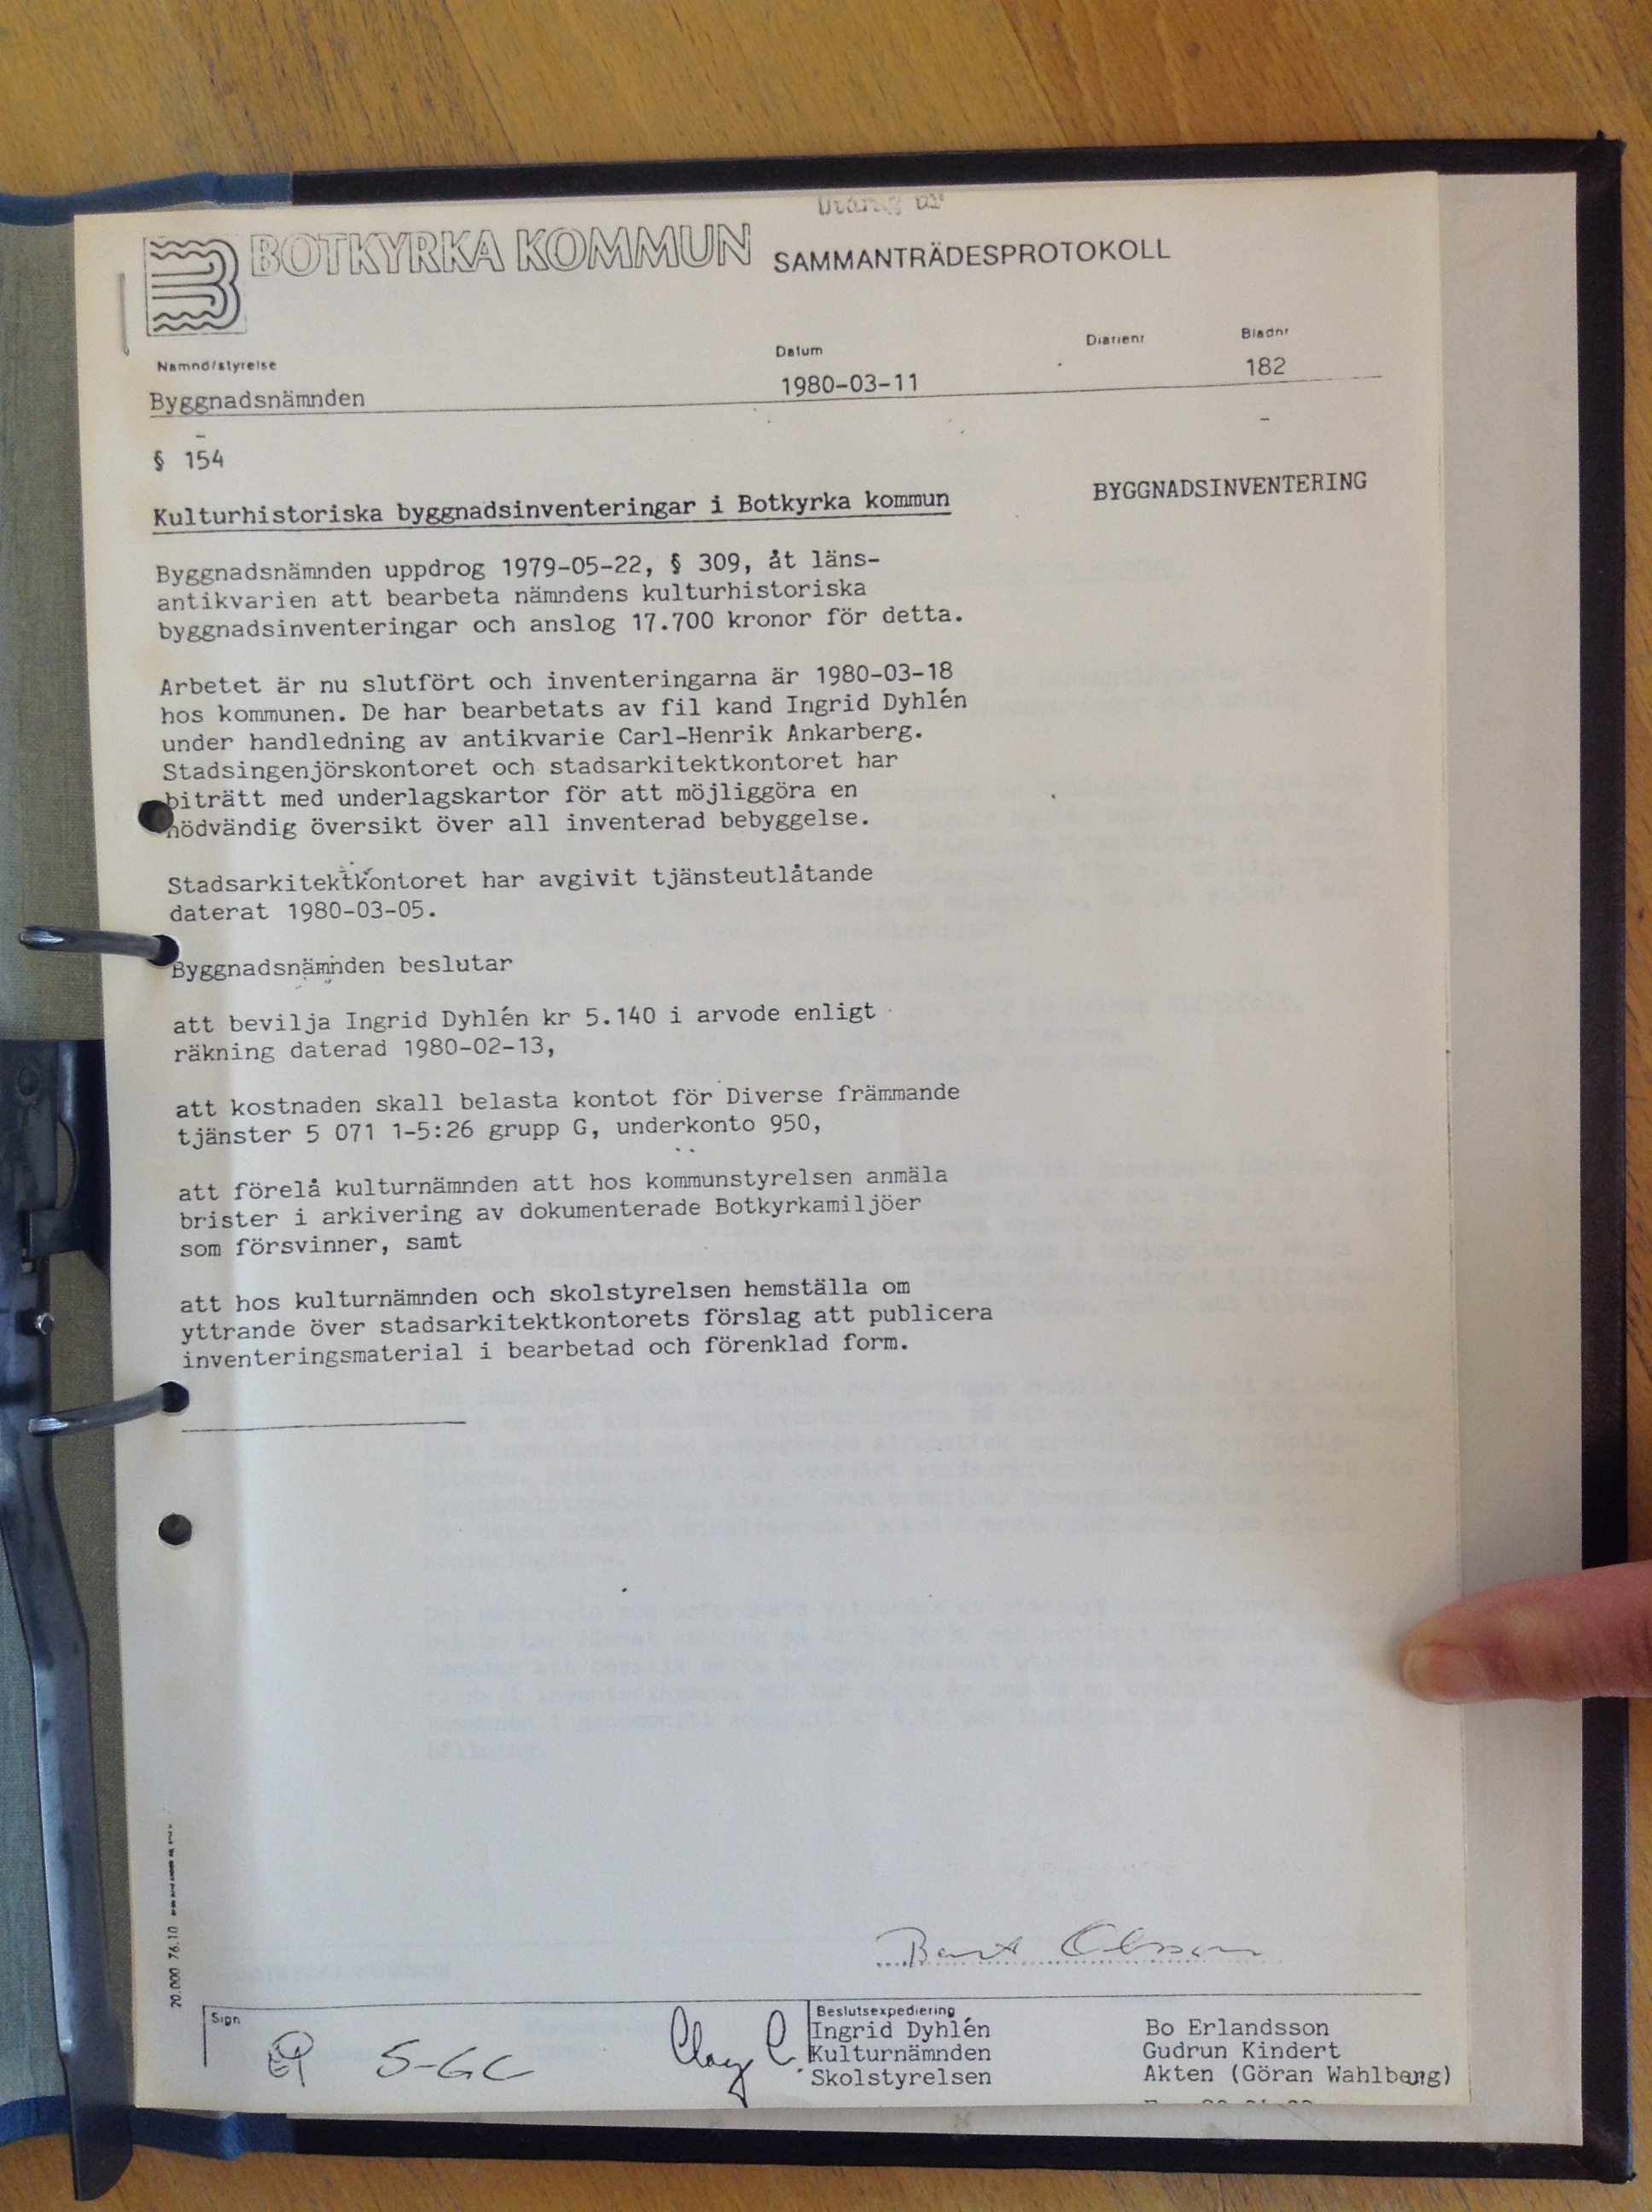 BOTKYRKA KOMMUN SAMMANTRÄDESPROTOKOLL
Nämnd/styrelse Datum Diarienr Bladnr
Byggnadsnämnden 1980-03-11 182
§ 154
Kulturhistoriska byggnadsinventeringar i Botkyrka kommun BYGGNADSINVENTERING
Byggnadsnämnden uppdrog 1979-05-22, § 309, åt läns-
antikvarien att bearbeta nämndens kulturhistoriska
byggnadsinventeringar och anslog 17.700 kronor för detta.
Arbetet är nu slutfört och inventeringarna är 1980-03-18
hos kommunen. De har bearbetats av fil kand Ingrid Dyhlén
under handledning av antikvarie Carl-Henrik Ankarberg.
Stadsingenjörskontoret och stadsarkitektkontoret har
biträtt med underlagskartor för att möjliggöra en
nödvändig översikt över all inventerad bebyggelse.
Stadsarkitektkontoret har avgivit tjänsteutlåtande
daterat 1980-03-05.
Byggnadsnämnden beslutar
att bevilja Ingrid Dyhlén kr 5.140 i arvode enligt
räkning daterad 1980-02-13,
att kostnaden skall belasta kontot för Diverse främmande
tjänster 5 071 1-5:26 grupp G, underkonto 950,
att förelå kulturnämnden att hos kommunstyrelsen anmäla
brister i arkivering av dokumenterade Botkyrkamiljöer
som försvinner, samt
att hos kulturnämnden och skolstyrelsen hemställa om
yttrande över stadsarkitektkontorets förslag att publicera
inventeringsmaterial i bearbetad och förenklad form.
20.000 76.10
Sign
Beslutsexpediering
Ingrid Dyhlén Bo Erlandsson
Kulturnämnden Gudrun Kindert
Skolstyrelsen Akten (Göran Wahlberg)